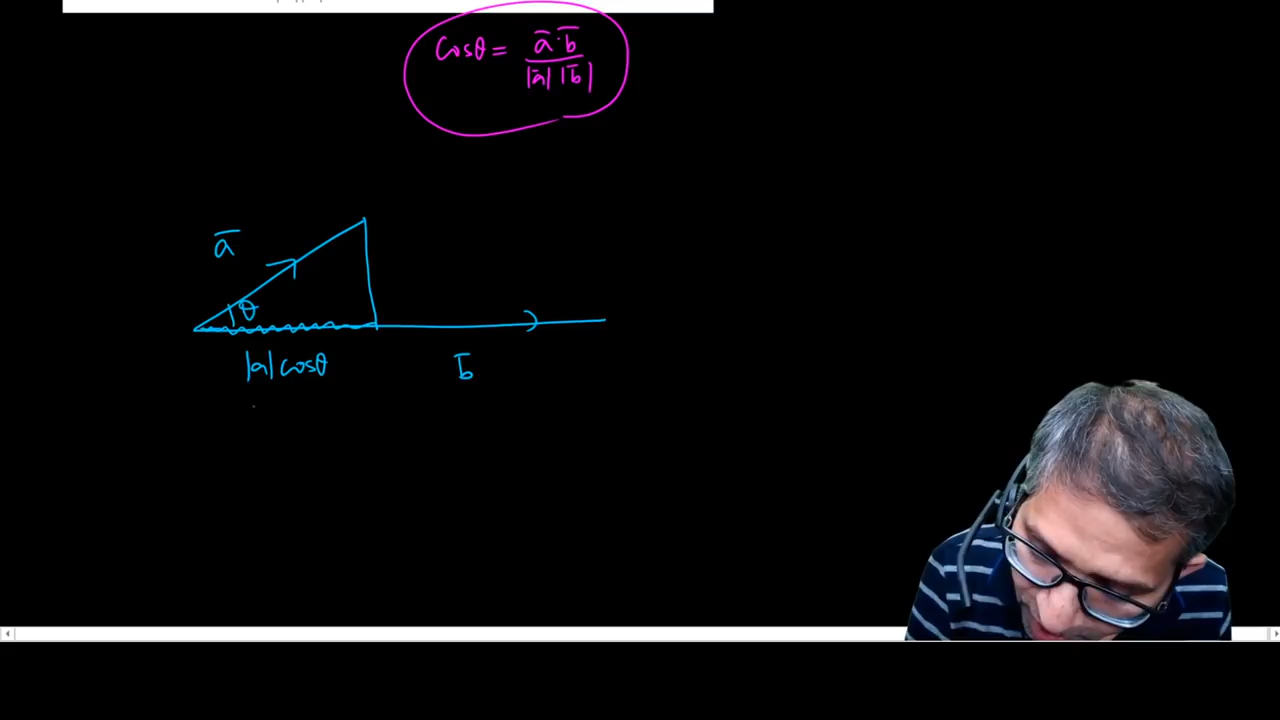 cosθ = a̅·b̅ / |a̅| |b̅|
a̅
θ
|a| cosθ
b̅